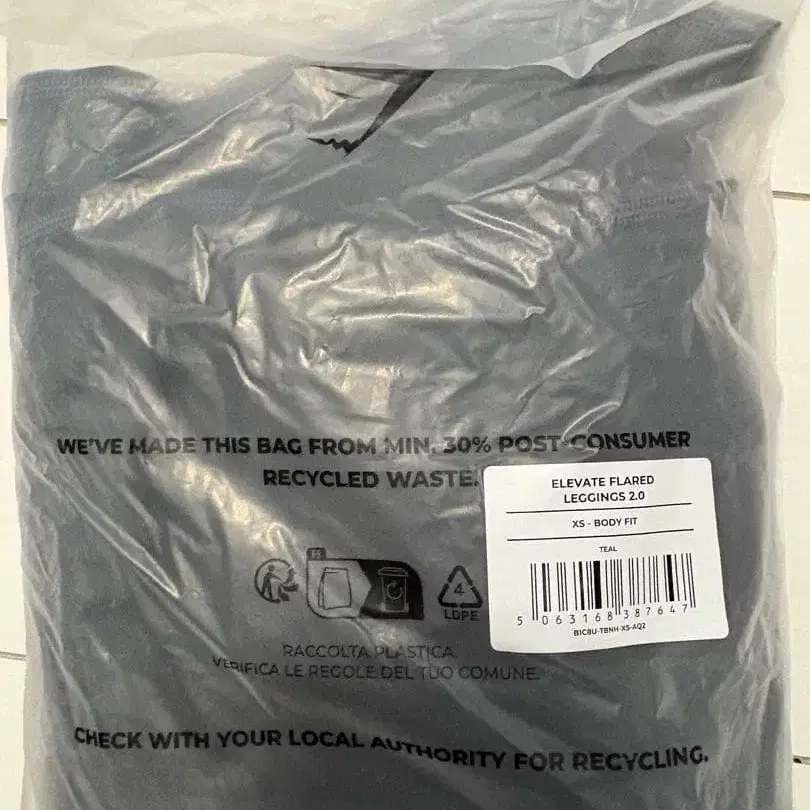 WE'VE MADE THIS BAG FROM MIN. 30% POST-CONSUMER
RECYCLED WASTE.
ELEVATE FLARED
LEGGINGS 2.0
XS - BODY FIT
TEAL
5 063168 387647
B1C8U-TBNH-XS-AQ2
FR
4
LDPE
RACCOLTA PLASTICA.
VERIFICA LE REGOLE DEL TUO COMUNE.
CHECK WITH YOUR LOCAL AUTHORITY FOR RECYCLING.